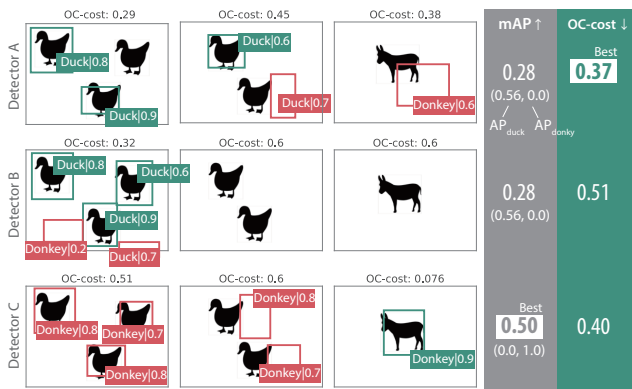 OC-cost: 0.29
OC-cost: 0.45
OC-cost: 0.38
mAP ↑
OC-cost ↓
Detector A
Duck|0.8
Duck|0.9
Duck|0.6
Duck|0.7
Donkey|0.6
0.28
(0.56, 0.0)
APduck
APdonky
Best
0.37
OC-cost: 0.32
OC-cost: 0.6
OC-cost: 0.6
Detector B
Duck|0.8
Duck|0.6
Duck|0.9
Donkey|0.2
Duck|0.7
0.28
(0.56, 0.0)
0.51
OC-cost: 0.51
OC-cost: 0.6
OC-cost: 0.076
Detector C
Donkey|0.8
Donkey|0.7
Donkey|0.8
Donkey|0.8
Donkey|0.7
Donkey|0.9
Best
0.50
(0.0, 1.0)
0.40